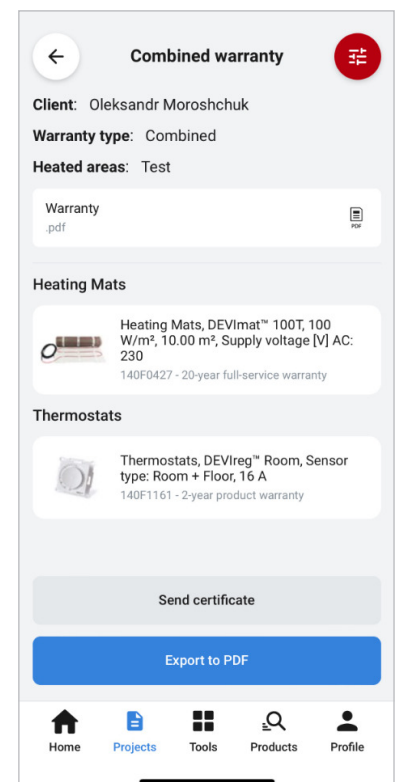 Combined warranty
Client: Oleksandr Moroshchuk
Warranty type: Combined
Heated areas: Test
Warranty
.pdf
PDF
Heating Mats
Heating Mats, DEVImat™ 100T, 100
W/m², 10.00 m², Supply voltage [V] AC:
230
140F0427 - 20-year full-service warranty
Thermostats
Thermostats, DEVIreg™ Room, Sensor
type: Room + Floor, 16 A
140F1161 - 2-year product warranty
Send certificate
Export to PDF
Home Projects Tools Products Profile